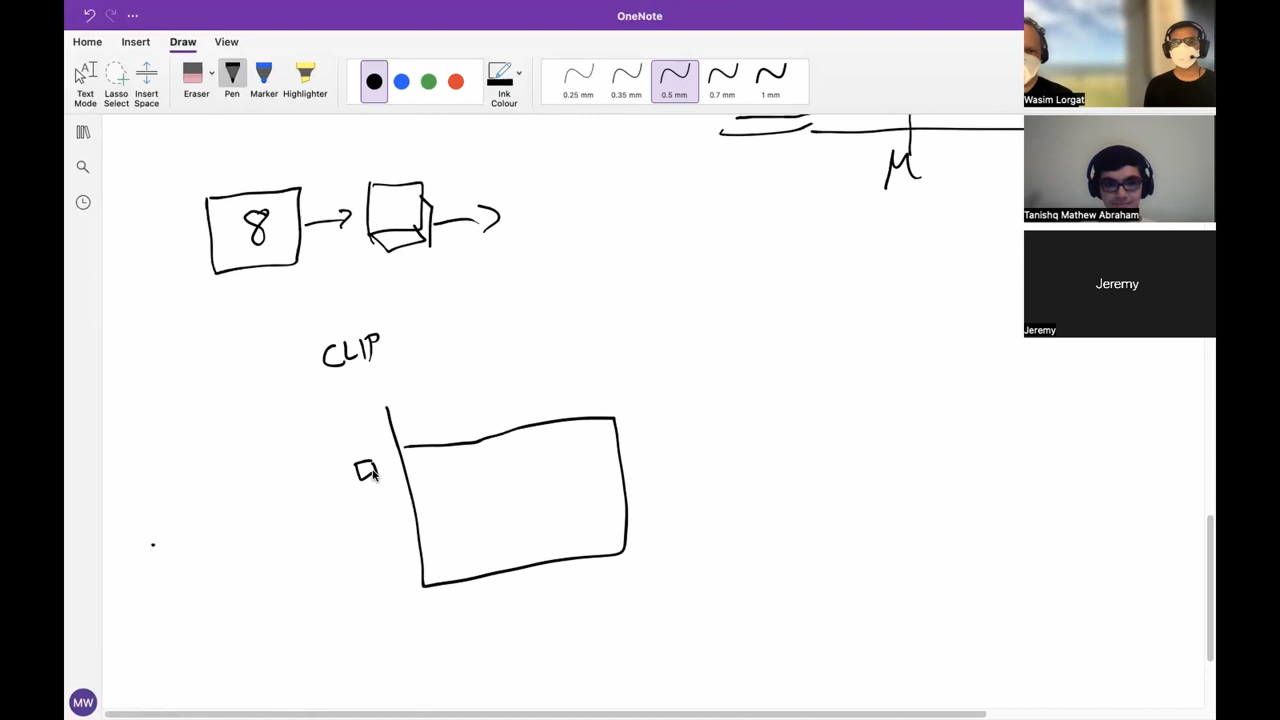 OneNote
Home Insert Draw View
Text Mode
Lasso Select
Insert Space
Eraser
Pen
Marker
Highlighter
Ink Colour
0.25 mm
0.35 mm
0.5 mm
0.7 mm
1 mm
Wasim Lorgat
Tanishq Mathew Abraham
Jeremy
Jeremy
M
8
CLIP
MW